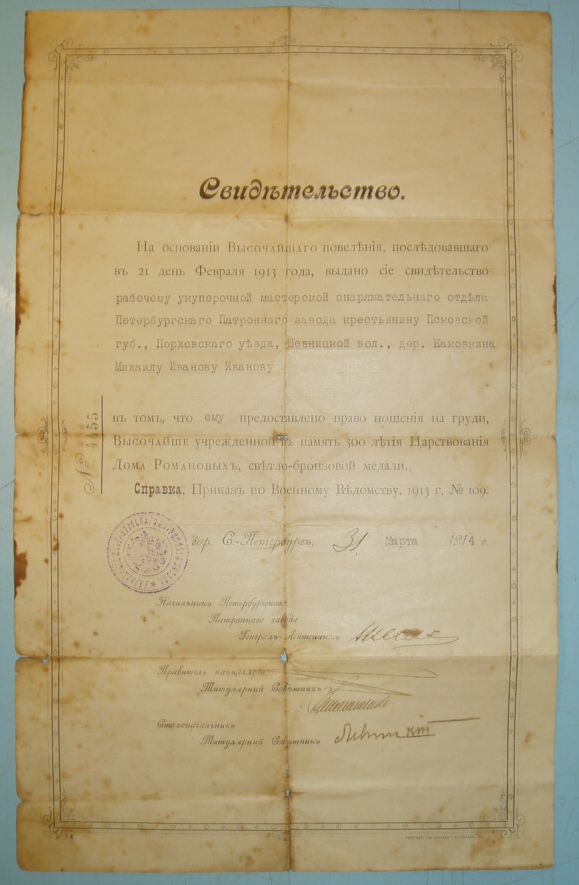 Свидѣтельство.
На основаніи Высочайшаго повелѣнія, послѣдовавшаго
въ 21 день Февраля 1913 года, выдано сіе свидѣтельство
рабочему укупорочной мастерской снаряжательнаго отдѣла
Петербургскаго Патроннаго завода крестьянину Псковской
губ., Порховскаго уѣзда, Шевницкой вол., дер. Каковкина
Михаилу Иванову Иванову
въ томъ, что ему предоставлено право ношенія на груди,
Высочайше учрежденной въ память 300 лѣтія Царствованія
Дома Романовыхъ, свѣтло-бронзовой медали.
Справка. Приказъ по Военному Вѣдомству, 1913 г. № 109.
№ 4455
гор. С.-Петербургъ, 31 Марта 1914 г.
Начальникъ Петербургскаго
Патроннаго завода
Генералъ-Лейтенантъ
Правитель канцеляріи
Титулярный Совѣтникъ
Столоначальникъ
Титулярный Совѣтникъ